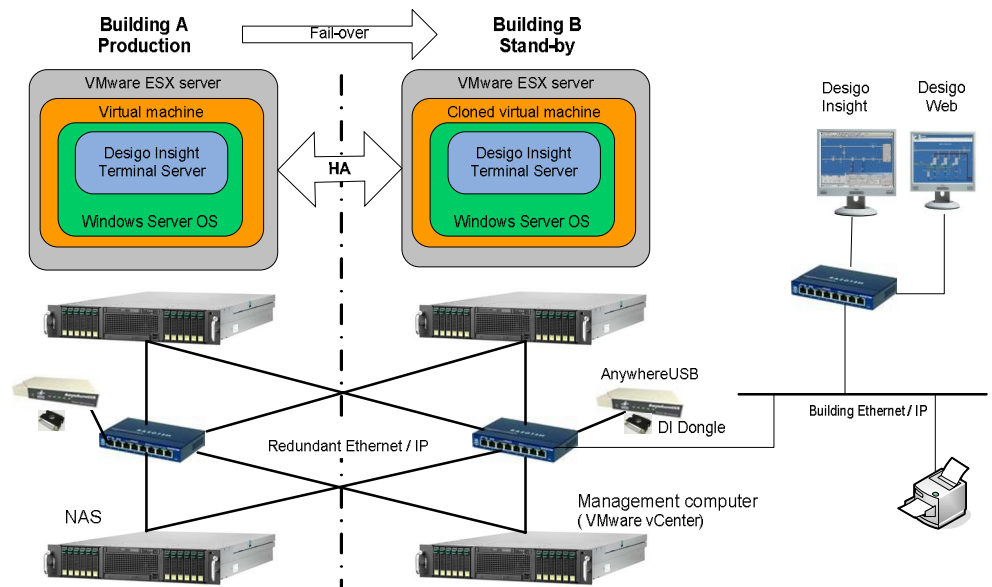 Building A
Production
Fail-over
Building B
Stand-by
VMware ESX server
Virtual machine
Desigo Insight
Terminal Server
Windows Server OS
HA
VMware ESX server
Cloned virtual machine
Desigo Insight
Terminal Server
Windows Server OS
Desigo
Insight
Desigo
Web
AnywhereUSB
DI Dongle
Redundant Ethernet / IP
Building Ethernet / IP
NAS
Management computer
( VMware vCenter)